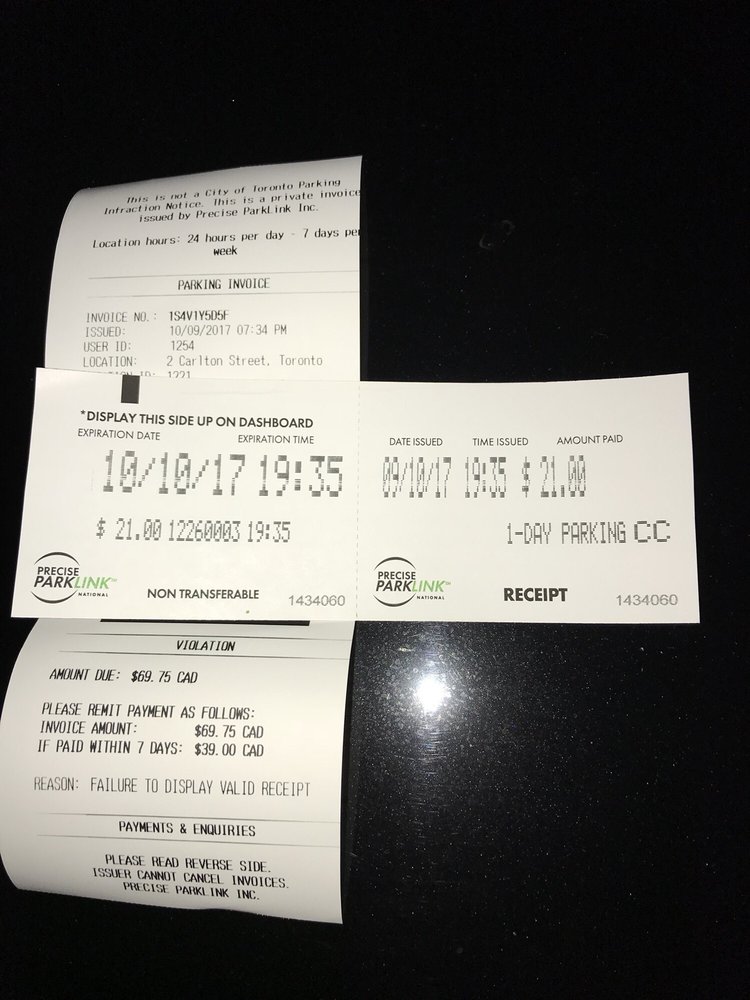 This is not a City of Toronto Parking
Infraction Notice. This is a private invoice
issued by Precise ParkLink Inc.
Location hours: 24 hours per day - 7 days per
week
PARKING INVOICE
INVOICE NO.: 1S4V1Y5D5F
ISSUED: 10/09/2017 07:34 PM
USER ID: 1254
LOCATION: 2 Carlton Street, Toronto
ID: 1221
*DISPLAY THIS SIDE UP ON DASHBOARD
EXPIRATION DATE EXPIRATION TIME
10/10/17 19:35
$ 21.00 12260003 19:35
PRECISE
PARKLINK™
NATIONAL
NON TRANSFERABLE
1434060
DATE ISSUED TIME ISSUED AMOUNT PAID
09/10/17 19:35 $ 21.00
1-DAY PARKING CC
PRECISE
PARKLINK™
NATIONAL
RECEIPT
1434060
VIOLATION
AMOUNT DUE: $69.75 CAD
PLEASE REMIT PAYMENT AS FOLLOWS:
INVOICE AMOUNT: $69.75 CAD
IF PAID WITHIN 7 DAYS: $39.00 CAD
REASON: FAILURE TO DISPLAY VALID RECEIPT
PAYMENTS & ENQUIRIES
PLEASE READ REVERSE SIDE.
ISSUER CANNOT CANCEL INVOICES.
PRECISE PARKLINK INC.